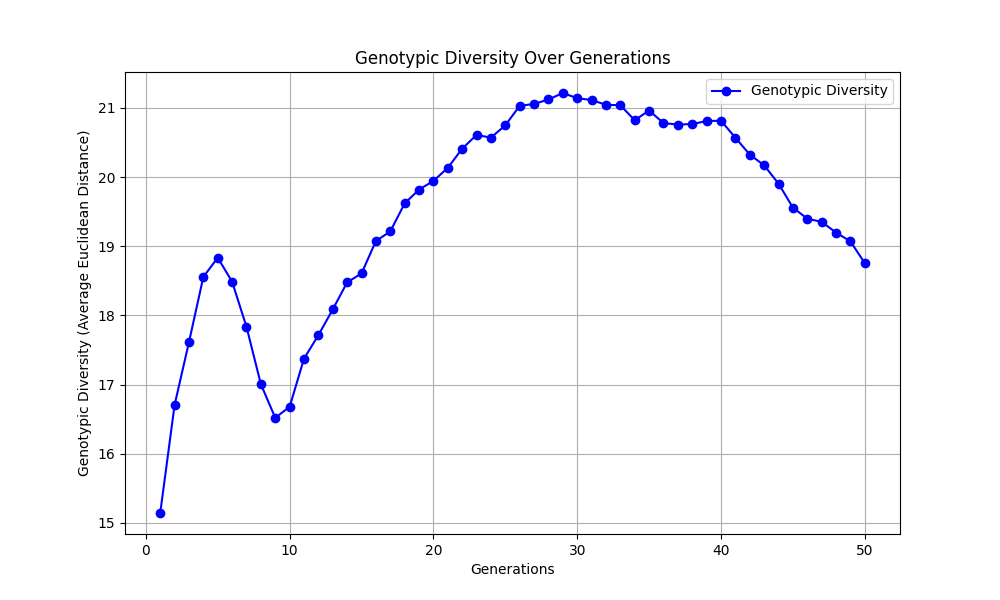 Genotypic Diversity Over Generations
Genotypic Diversity
Genotypic Diversity (Average Euclidean Distance)
21
20
19
18
17
16
15
0 10 20 30 40 50
Generations